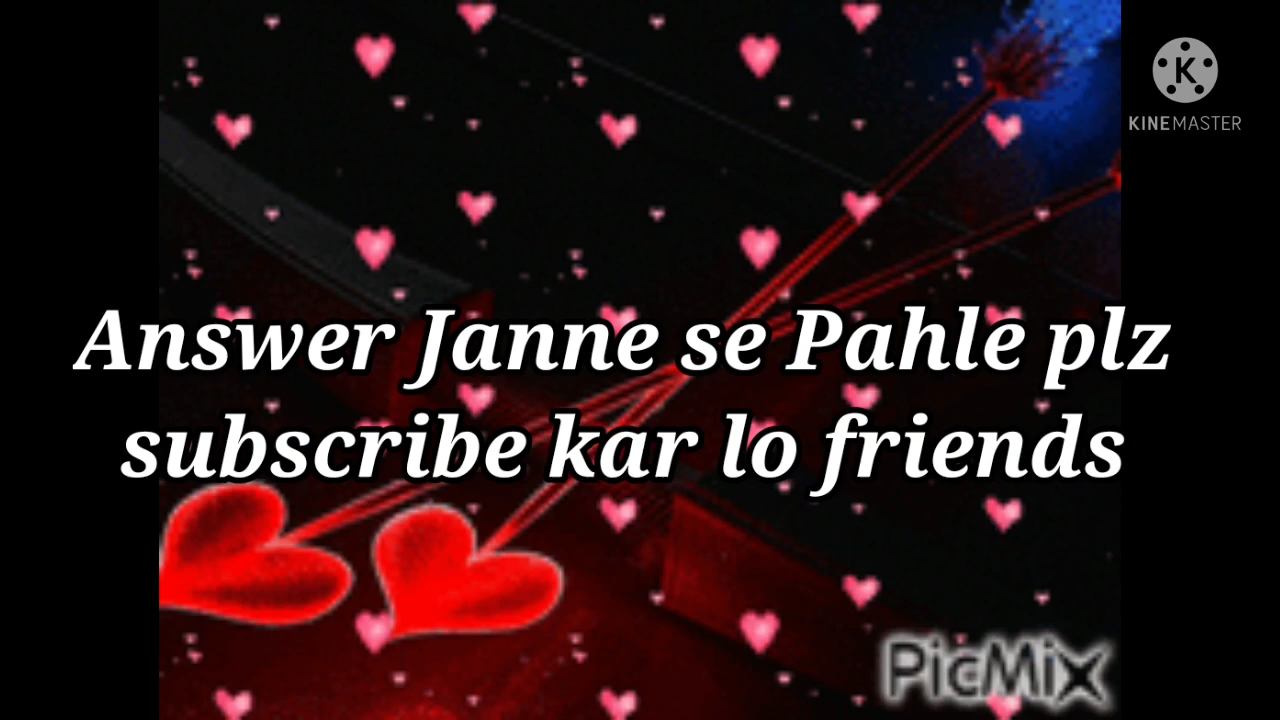 K
KINEMASTER
Answer Janne se Pahle plz
subscribe kar lo friends
PicMix